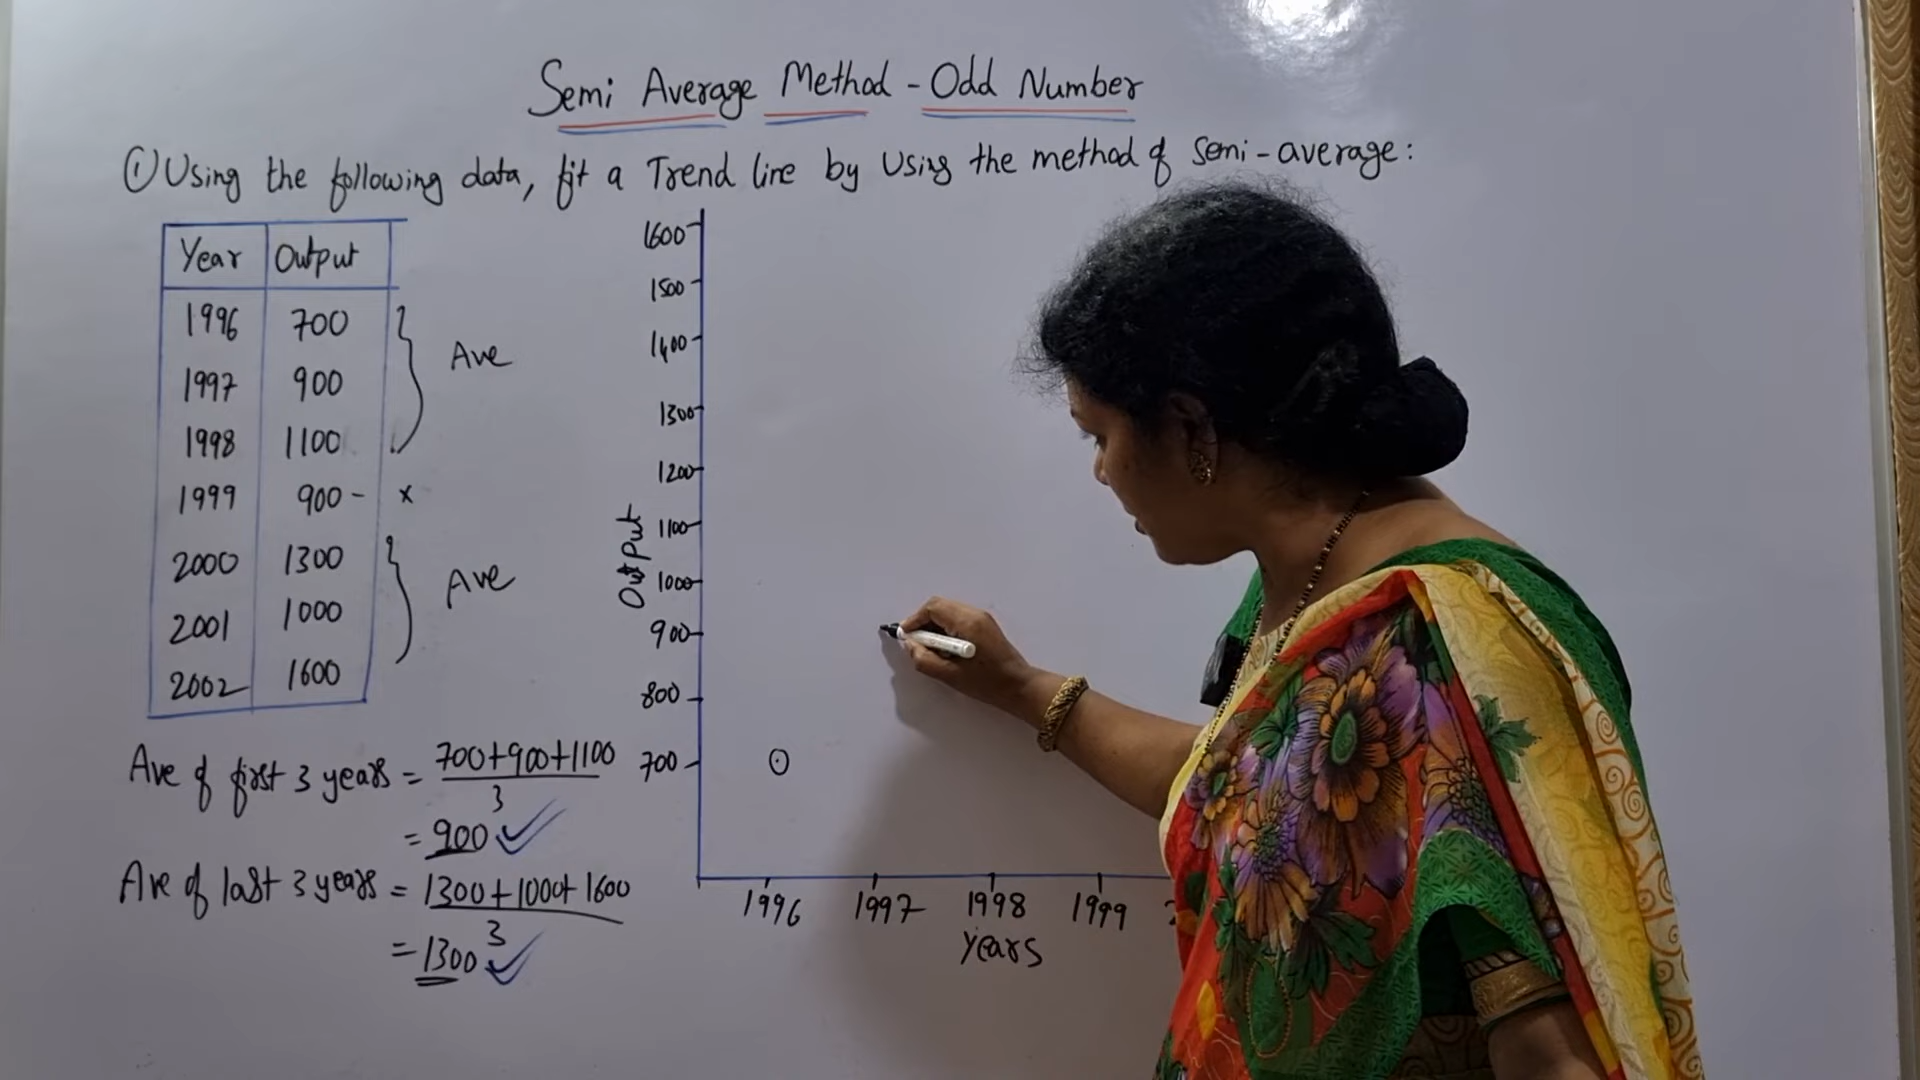 Semi Average Method - Odd Number
① Using the following data, fit a Trend line by Using the method of semi-average:
Year Output
1996 700
1997 900
1998 1100
1999 900 - x
2000 1300
2001 1000
2002 1600
Ave
Ave
Ave of first 3 years = 700+900+1100
3
= 900 ✓
Ave of last 3 years = 1300+1000+1600
3
= 1300 ✓
1600
1500
1400
1300
1200
1100
1000
900
800
700
Output
1996 1997 1998 1999
years